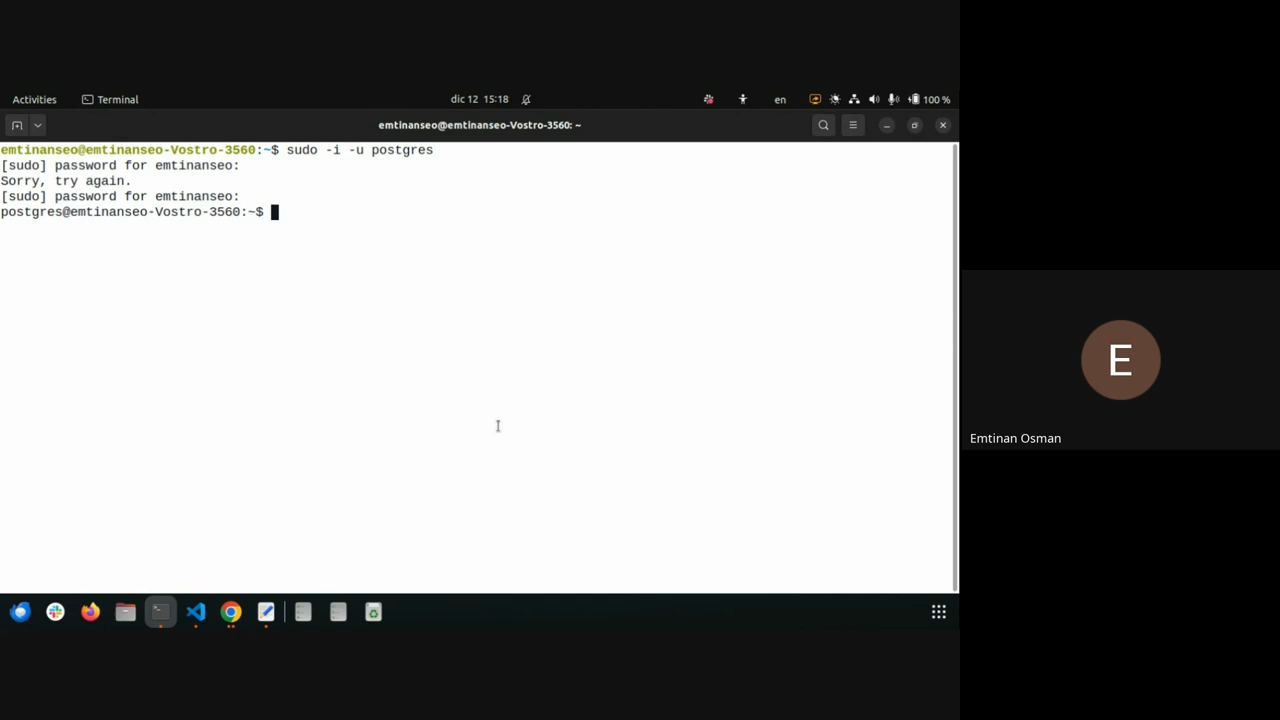 Activities
Terminal
dic 12 15:18
en
100 %
emtinanseo@emtinanseo-Vostro-3560: ~
emtinanseo@emtinanseo-Vostro-3560:~$ sudo -i -u postgres
[sudo] password for emtinanseo:
Sorry, try again.
[sudo] password for emtinanseo:
postgres@emtinanseo-Vostro-3560:~$
E
Emtinan Osman